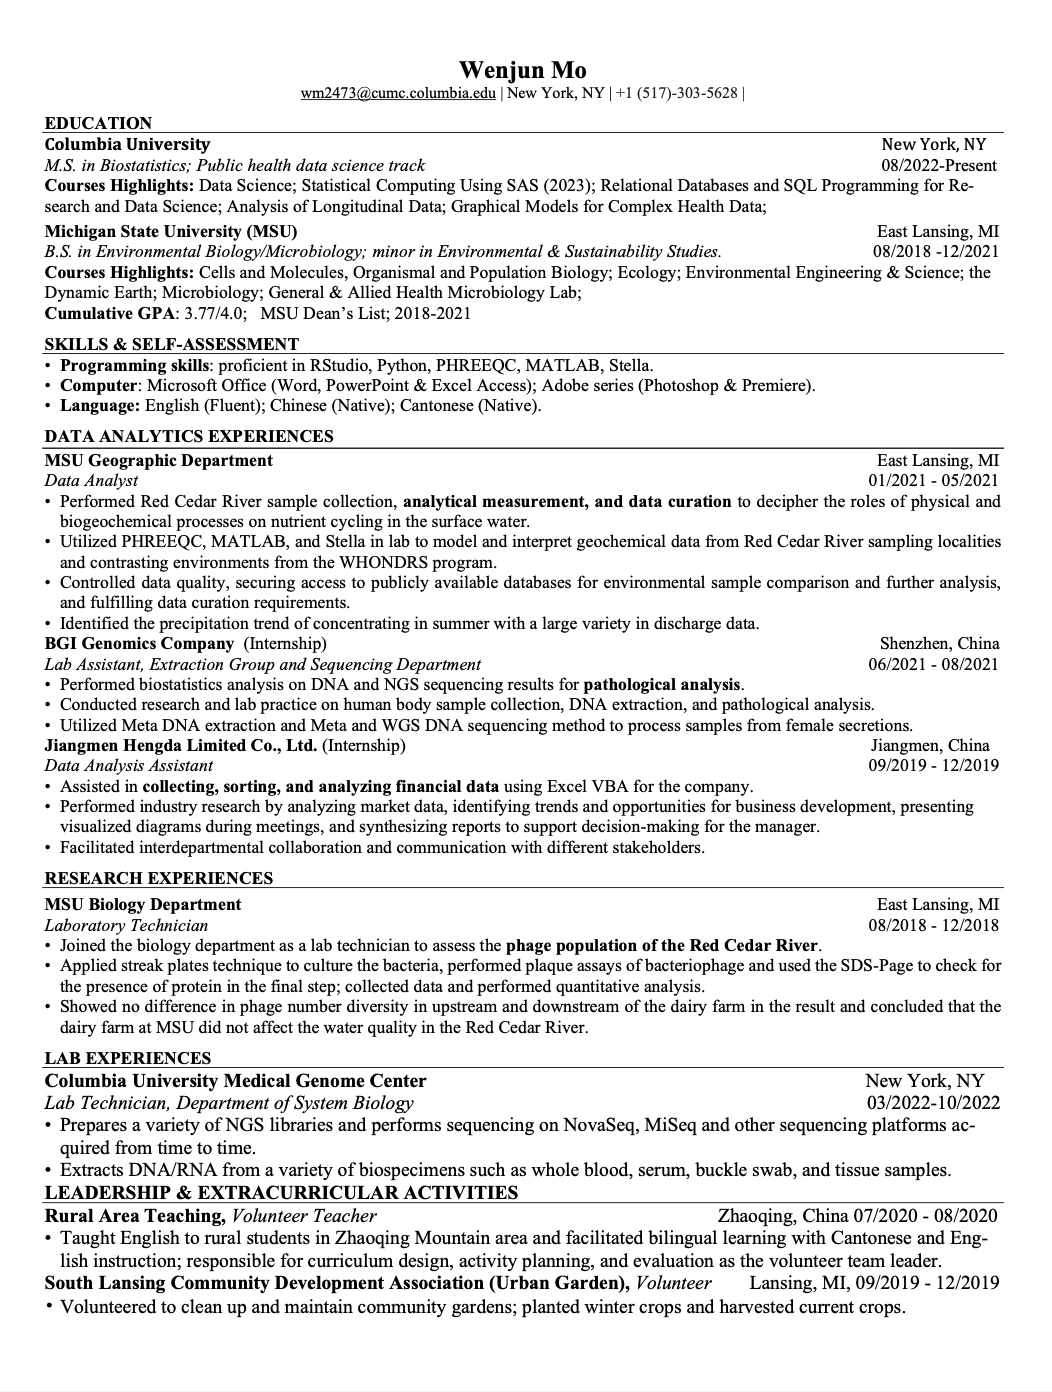 Wenjun Mo
wm2473@cumc.columbia.edu | New York, NY | +1 (517)-303-5628 |
EDUCATION
Columbia University New York, NY
M.S. in Biostatistics; Public health data science track 08/2022-Present
Courses Highlights: Data Science; Statistical Computing Using SAS (2023); Relational Databases and SQL Programming for Re-
search and Data Science; Analysis of Longitudinal Data; Graphical Models for Complex Health Data;
Michigan State University (MSU) East Lansing, MI
B.S. in Environmental Biology/Microbiology; minor in Environmental & Sustainability Studies. 08/2018 -12/2021
Courses Highlights: Cells and Molecules, Organismal and Population Biology; Ecology; Environmental Engineering & Science; the
Dynamic Earth; Microbiology; General & Allied Health Microbiology Lab;
Cumulative GPA: 3.77/4.0; MSU Dean’s List; 2018-2021
SKILLS & SELF-ASSESSMENT
• Programming skills: proficient in RStudio, Python, PHREEQC, MATLAB, Stella.
• Computer: Microsoft Office (Word, PowerPoint & Excel Access); Adobe series (Photoshop & Premiere).
• Language: English (Fluent); Chinese (Native); Cantonese (Native).
DATA ANALYTICS EXPERIENCES
MSU Geographic Department East Lansing, MI
Data Analyst 01/2021 - 05/2021
• Performed Red Cedar River sample collection, analytical measurement, and data curation to decipher the roles of physical and
biogeochemical processes on nutrient cycling in the surface water.
• Utilized PHREEQC, MATLAB, and Stella in lab to model and interpret geochemical data from Red Cedar River sampling localities
and contrasting environments from the WHONDRS program.
• Controlled data quality, securing access to publicly available databases for environmental sample comparison and further analysis,
and fulfilling data curation requirements.
• Identified the precipitation trend of concentrating in summer with a large variety in discharge data.
BGI Genomics Company (Internship) Shenzhen, China
Lab Assistant, Extraction Group and Sequencing Department 06/2021 - 08/2021
• Performed biostatistics analysis on DNA and NGS sequencing results for pathological analysis.
• Conducted research and lab practice on human body sample collection, DNA extraction, and pathological analysis.
• Utilized Meta DNA extraction and Meta and WGS DNA sequencing method to process samples from female secretions.
Jiangmen Hengda Limited Co., Ltd. (Internship) Jiangmen, China
Data Analysis Assistant 09/2019 - 12/2019
• Assisted in collecting, sorting, and analyzing financial data using Excel VBA for the company.
• Performed industry research by analyzing market data, identifying trends and opportunities for business development, presenting
visualized diagrams during meetings, and synthesizing reports to support decision-making for the manager.
• Facilitated interdepartmental collaboration and communication with different stakeholders.
RESEARCH EXPERIENCES
MSU Biology Department East Lansing, MI
Laboratory Technician 08/2018 - 12/2018
• Joined the biology department as a lab technician to assess the phage population of the Red Cedar River.
• Applied streak plates technique to culture the bacteria, performed plaque assays of bacteriophage and used the SDS-Page to check for
the presence of protein in the final step; collected data and performed quantitative analysis.
• Showed no difference in phage number diversity in upstream and downstream of the dairy farm in the result and concluded that the
dairy farm at MSU did not affect the water quality in the Red Cedar River.
LAB EXPERIENCES
Columbia University Medical Genome Center New York, NY
Lab Technician, Department of System Biology 03/2022-10/2022
• Prepares a variety of NGS libraries and performs sequencing on NovaSeq, MiSeq and other sequencing platforms ac-
quired from time to time.
• Extracts DNA/RNA from a variety of biospecimens such as whole blood, serum, buckle swab, and tissue samples.
LEADERSHIP & EXTRACURRICULAR ACTIVITIES
Rural Area Teaching, Volunteer Teacher Zhaoqing, China 07/2020 - 08/2020
• Taught English to rural students in Zhaoqing Mountain area and facilitated bilingual learning with Cantonese and Eng-
lish instruction; responsible for curriculum design, activity planning, and evaluation as the volunteer team leader.
South Lansing Community Development Association (Urban Garden), Volunteer Lansing, MI, 09/2019 - 12/2019
• Volunteered to clean up and maintain community gardens; planted winter crops and harvested current crops.